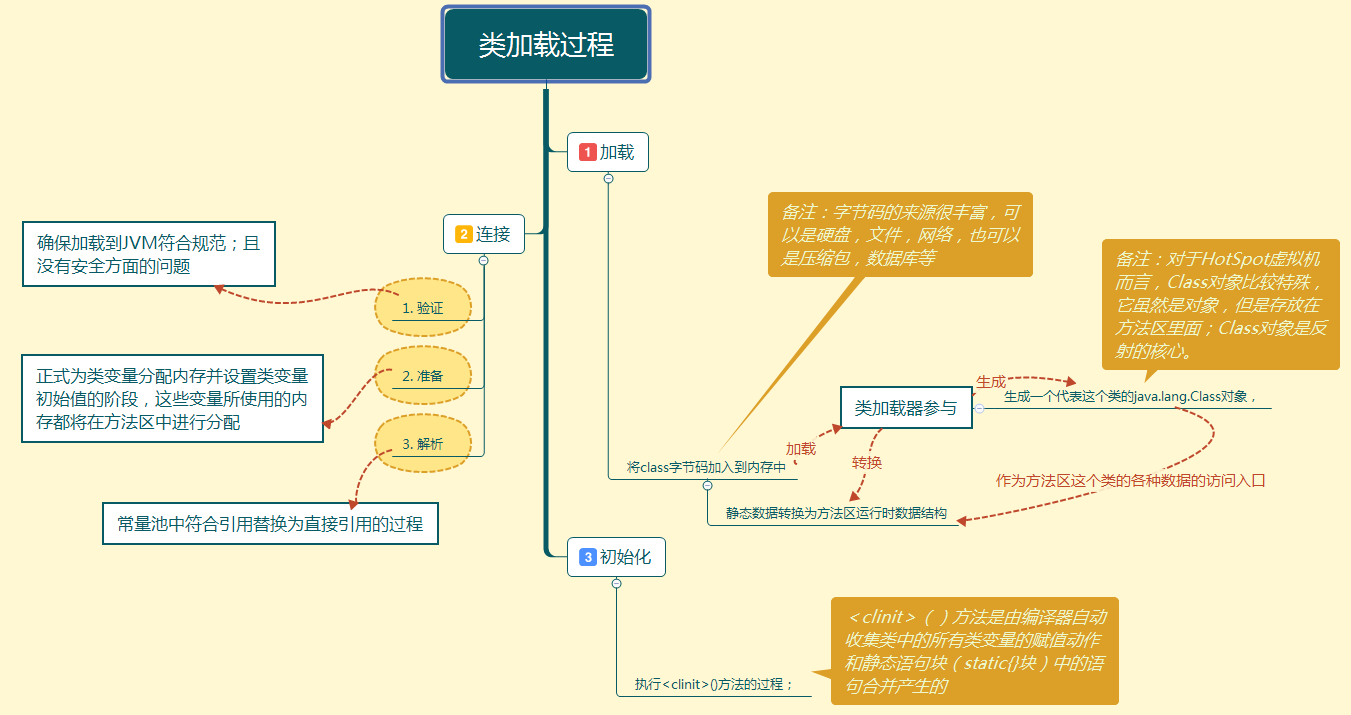 类加载过程
1 加载
备注：字节码的来源很丰富，可
以是硬盘，文件，网络，也可以
是压缩包，数据库等
2 连接
确保加载到JVM符合规范；且
没有安全方面的问题
备注：对于HotSpot虚拟机
而言，Class对象比较特殊，
它虽然是对象，但是存放在
方法区里面；Class对象是反
射的核心。
1. 验证
正式为类变量分配内存并设置类变量
初始值的阶段，这些变量所使用的内
存都将在方法区中进行分配
2. 准备
生成
生成一个代表这个类的java.lang.Class对象，
类加载器参与
3. 解析
加载
转换
将class字节码加入到内存中
作为方法区这个类的各种数据的访问入口
静态数据转换为方法区运行时数据结构
常量池中符合引用替换为直接引用的过程
3 初始化
＜clinit＞（ ）方法是由编译器自动
收集类中的所有类变量的赋值动作
和静态语句块（static{}块）中的语
句合并产生的
执行<clinit>()方法的过程；